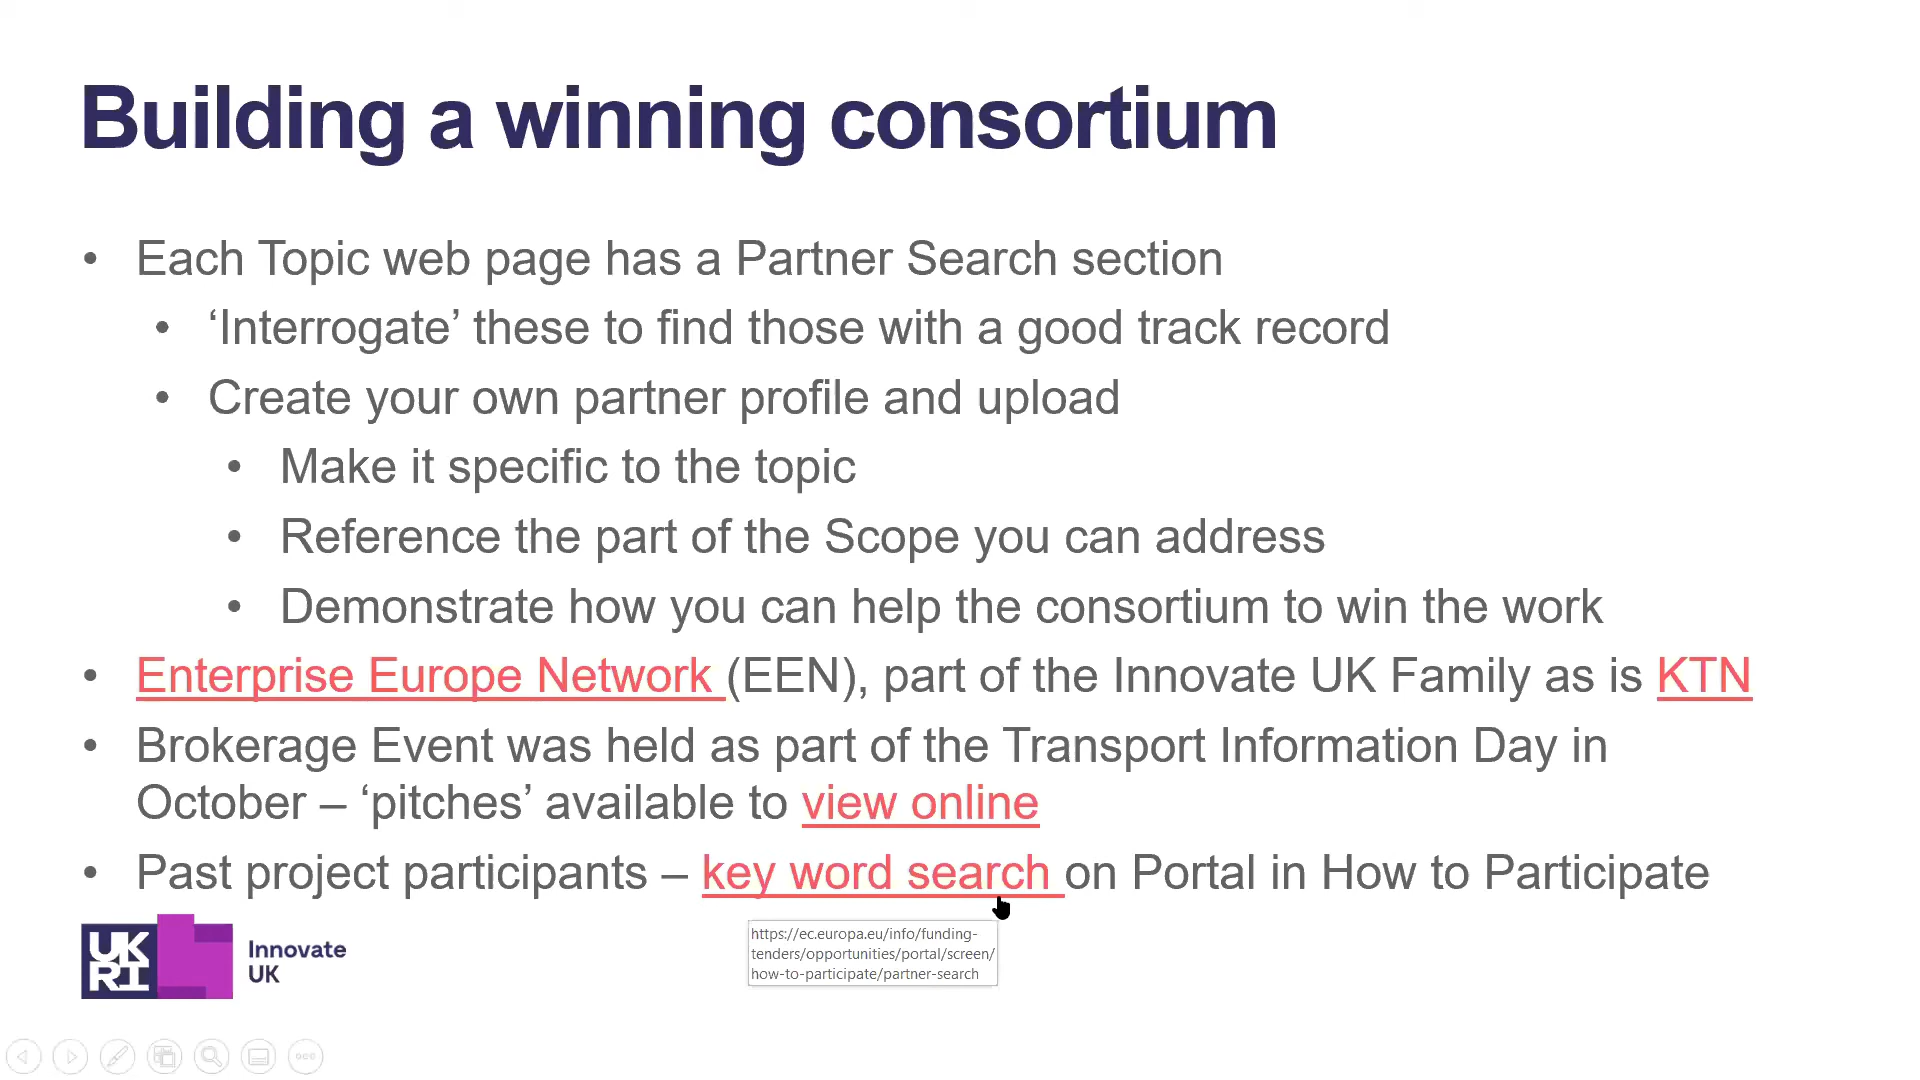 Building a winning consortium
• Each Topic web page has a Partner Search section
• ‘Interrogate’ these to find those with a good track record
• Create your own partner profile and upload
• Make it specific to the topic
• Reference the part of the Scope you can address
• Demonstrate how you can help the consortium to win the work
• Enterprise Europe Network (EEN), part of the Innovate UK Family as is KTN
• Brokerage Event was held as part of the Transport Information Day in
October – ‘pitches’ available to view online
• Past project participants – key word search on Portal in How to Participate
UK
RI
Innovate
UK
https://ec.europa.eu/info/funding-
tenders/opportunities/portal/screen/
how-to-participate/partner-search